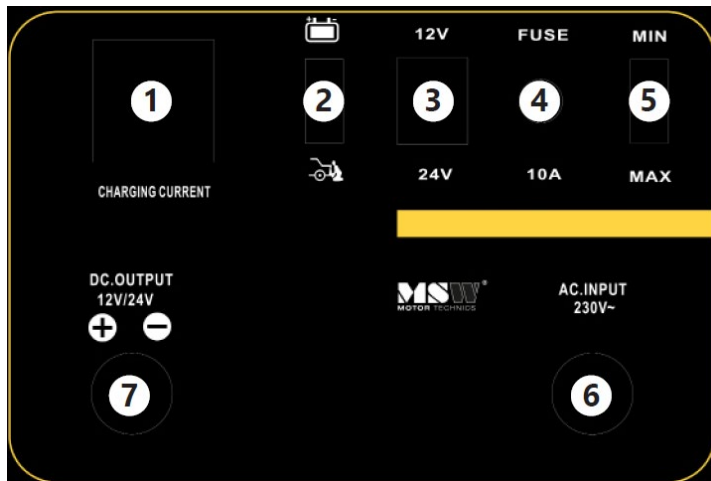 12V FUSE MIN
1 2 3 4 5
24V 10A MAX
CHARGING CURRENT
DC.OUTPUT
12V/24V
AC.INPUT
230V~
MSW®
MOTOR TECHNICS
7 6